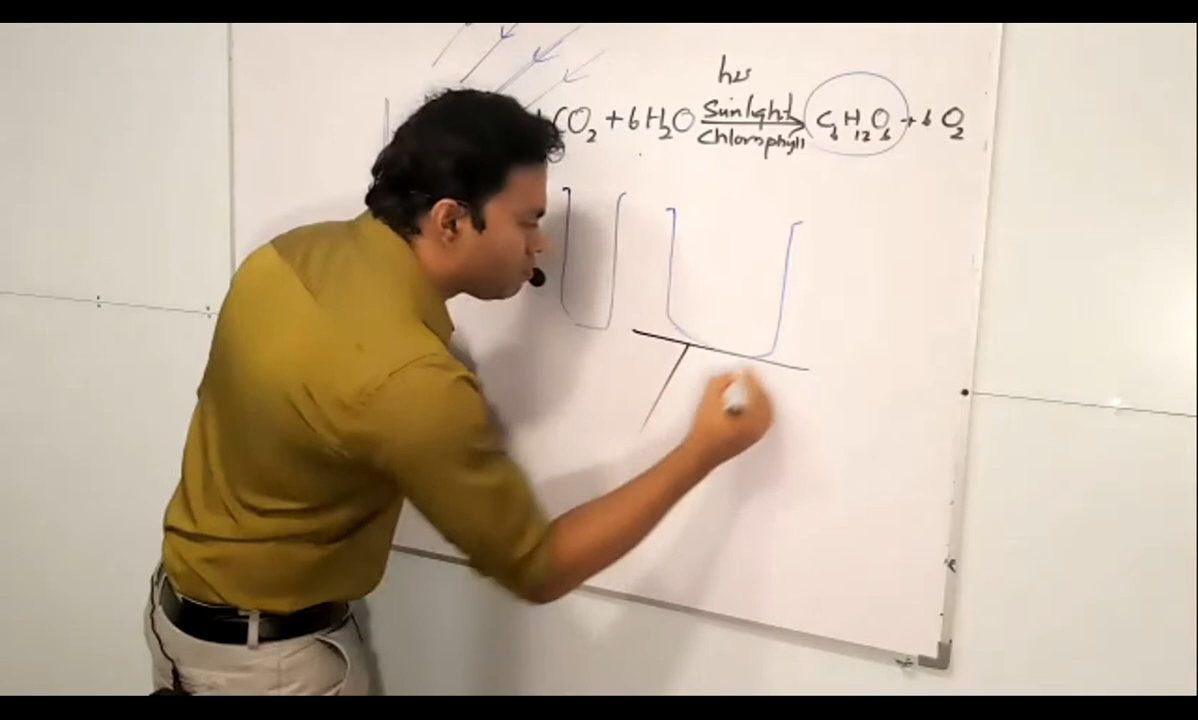 hν
CO₂ + 6H₂O Sunlight → C₆H₁₂O₆ + 6O₂
Chlorophyll